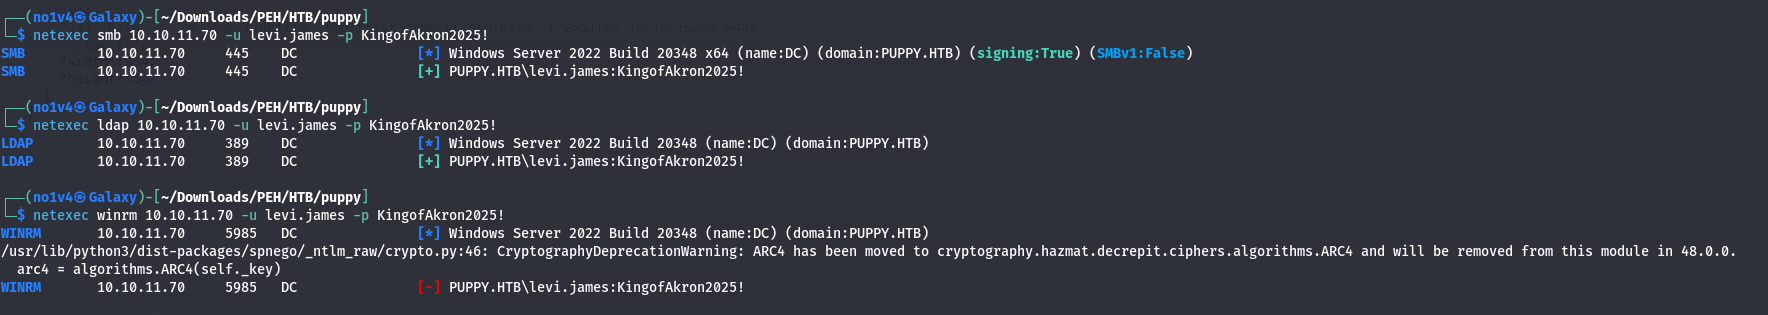 ┌──(no1v4㉿Galaxy)-[~/Downloads/PEH/HTB/puppy]
└─$ netexec smb 10.10.11.70 -u levi.james -p KingofAkron2025!
SMB 10.10.11.70 445 DC [*] Windows Server 2022 Build 20348 x64 (name:DC) (domain:PUPPY.HTB) (signing:True) (SMBv1:False)
SMB 10.10.11.70 445 DC [+] PUPPY.HTB\levi.james:KingofAkron2025!
┌──(no1v4㉿Galaxy)-[~/Downloads/PEH/HTB/puppy]
└─$ netexec ldap 10.10.11.70 -u levi.james -p KingofAkron2025!
LDAP 10.10.11.70 389 DC [*] Windows Server 2022 Build 20348 (name:DC) (domain:PUPPY.HTB)
LDAP 10.10.11.70 389 DC [+] PUPPY.HTB\levi.james:KingofAkron2025!
┌──(no1v4㉿Galaxy)-[~/Downloads/PEH/HTB/puppy]
└─$ netexec winrm 10.10.11.70 -u levi.james -p KingofAkron2025!
WINRM 10.10.11.70 5985 DC [*] Windows Server 2022 Build 20348 (name:DC) (domain:PUPPY.HTB)
/usr/lib/python3/dist-packages/spnego/_ntlm_raw/crypto.py:46: CryptographyDeprecationWarning: ARC4 has been moved to cryptography.hazmat.decrepit.ciphers.algorithms.ARC4 and will be removed from this module in 48.0.0.
arc4 = algorithms.ARC4(self._key)
WINRM 10.10.11.70 5985 DC [-] PUPPY.HTB\levi.james:KingofAkron2025!